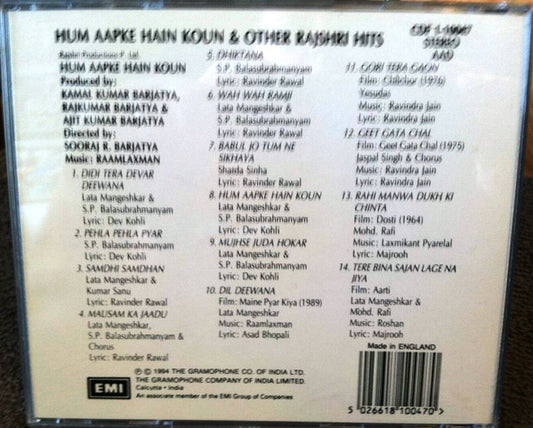 HUM AAPKE HAIN KOUN & OTHER RAJSHRI HITS
STEREO
AAD
Rajshri Productions P. Ltd.
HUM AAPKE HAIN KOUN
Produced by:
KAMAL KUMAR BARJATYA,
RAJKUMAR BARJATYA &
AJIT KUMAR BARJATYA
Directed by:
SOORAJ R. BARJATYA
Music: RAAMLAXMAN
1. DIDI TERA DEVAR
DEEWANA
Lata Mangeshkar &
S.P. Balasubrahmanyam
Lyric: Dev Kohli
2. PEHLA PEHLA PYAR
S.P. Balasubrahmanyam
Lyric: Dev Kohli
3. SAMDHI SAMDHAN
Lata Mangeshkar &
Kumar Sanu
Lyric: Ravinder Rawal
4. MAUSAM KA JAADU
Lata Mangeshkar,
S.P. Balasubrahmanyam &
Chorus
Lyric: Ravinder Rawal
5. DHIKTANA
S.P. Balasubrahmanyam
Lyric: Ravinder Rawal
6. WAH WAH RAMJI
Lata Mangeshkar &
S.P. Balasubrahmanyam
Lyric: Ravinder Rawal
7. BABUL JO TUM NE
SIKHAYA
Sharda Sinha
Lyric: Ravinder Rawal
8. HUM AAPKE HAIN KOUN
Lata Mangeshkar &
S.P. Balasubrahmanyam
Lyric: Dev Kohli
9. MUJHSE JUDA HOKAR
Lata Mangeshkar &
S.P. Balasubrahmanyam
Lyric: Dev Kohli
10. DIL DEEWANA
Film: Maine Pyar Kiya (1989)
Lata Mangeshkar
Music: Raamlaxman
Lyric: Asad Bhopali
11. GORI TERA GAON
Film: Chitchor (1976)
Yesudas
Music: Ravindra Jain
Lyric: Ravindra Jain
12. GEET GATA CHAL
Film: Geet Gata Chal (1975)
Jaspal Singh & Chorus
Music: Ravindra Jain
Lyric: Ravindra Jain
13. RAHI MANWA DUKH KI
CHINTA
Film: Dosti (1964)
Mohd. Rafi
Music: Laxmikant Pyarelal
Lyric: Majrooh
14. TERE BINA SAJAN LAGE NA
JIYA
Film: Aarti
Lata Mangeshkar &
Mohd. Rafi
Music: Roshan
Lyric: Majrooh
Made in ENGLAND
EMI
℗ © 1994 THE GRAMOPHONE CO. OF INDIA LTD.
THE GRAMOPHONE COMPANY OF INDIA LIMITED.
Calcutta • India
An associate member of the EMI Group of Companies
5 026618 100470 >